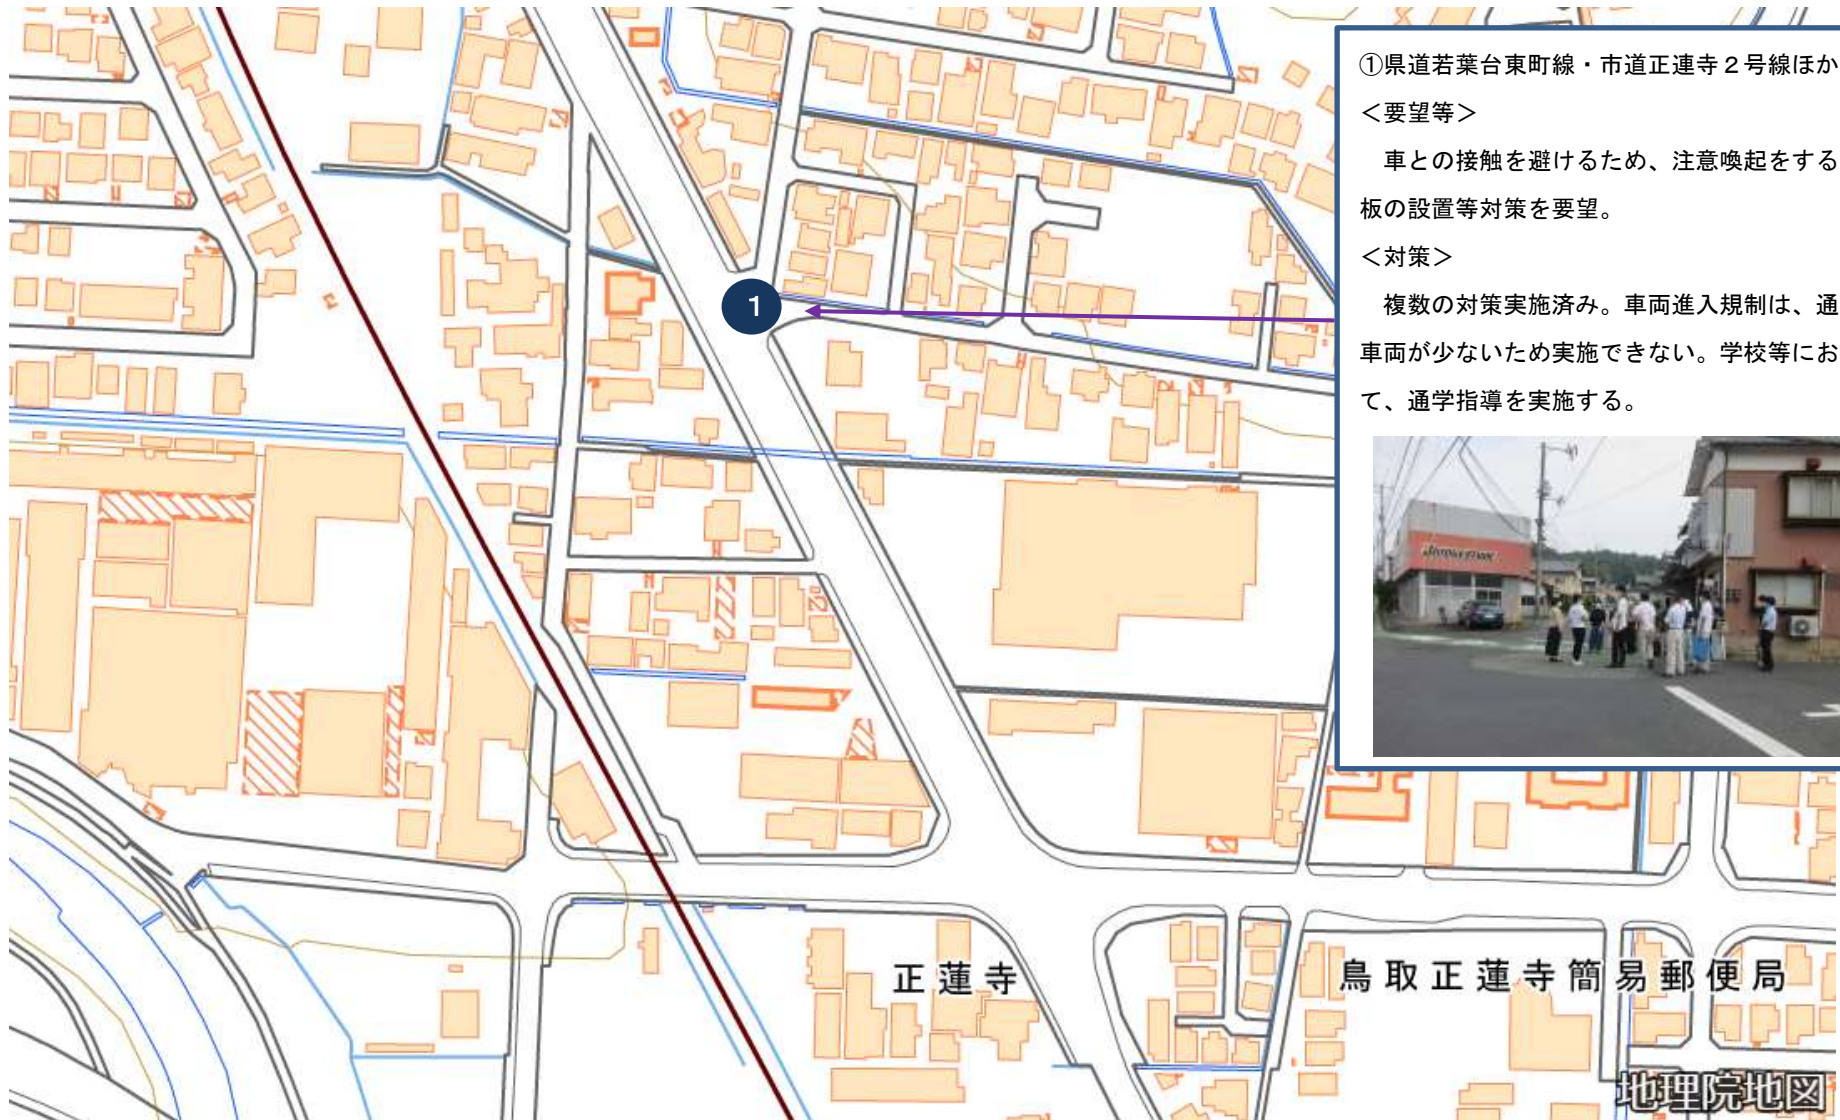 ①県道若葉台東町線・市道正連寺２号線ほか
＜要望等＞
車との接触を避けるため、注意喚起をする
板の設置等対策を要望。
＜対策＞
複数の対策実施済み。車両進入規制は、通
車両が少ないため実施できない。学校等にお
て、通学指導を実施する。
1
正蓮寺
鳥取正蓮寺簡易郵便局
地理院地図